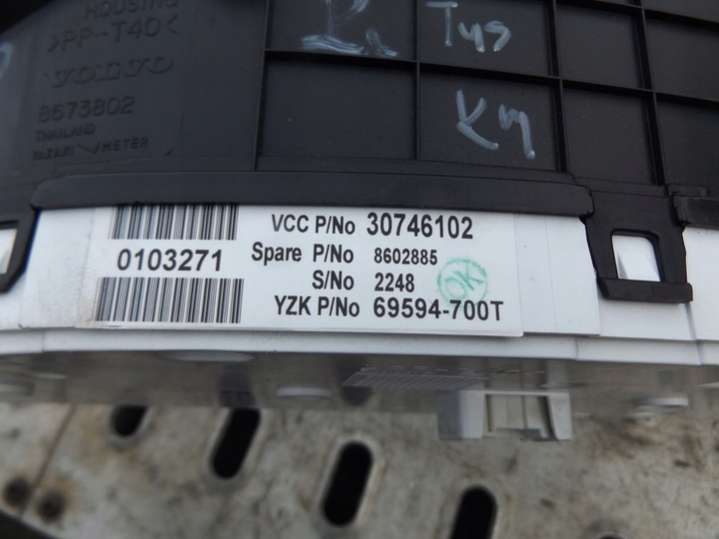 HOUSING
>PP-T40<
VOLVO
8673802
THAILAND
YAZAKI METER
Tys
Km
0103271
VCC P/No 30746102
Spare P/No 8602885
S/No 2248
OK
YZK P/No 69594-700T